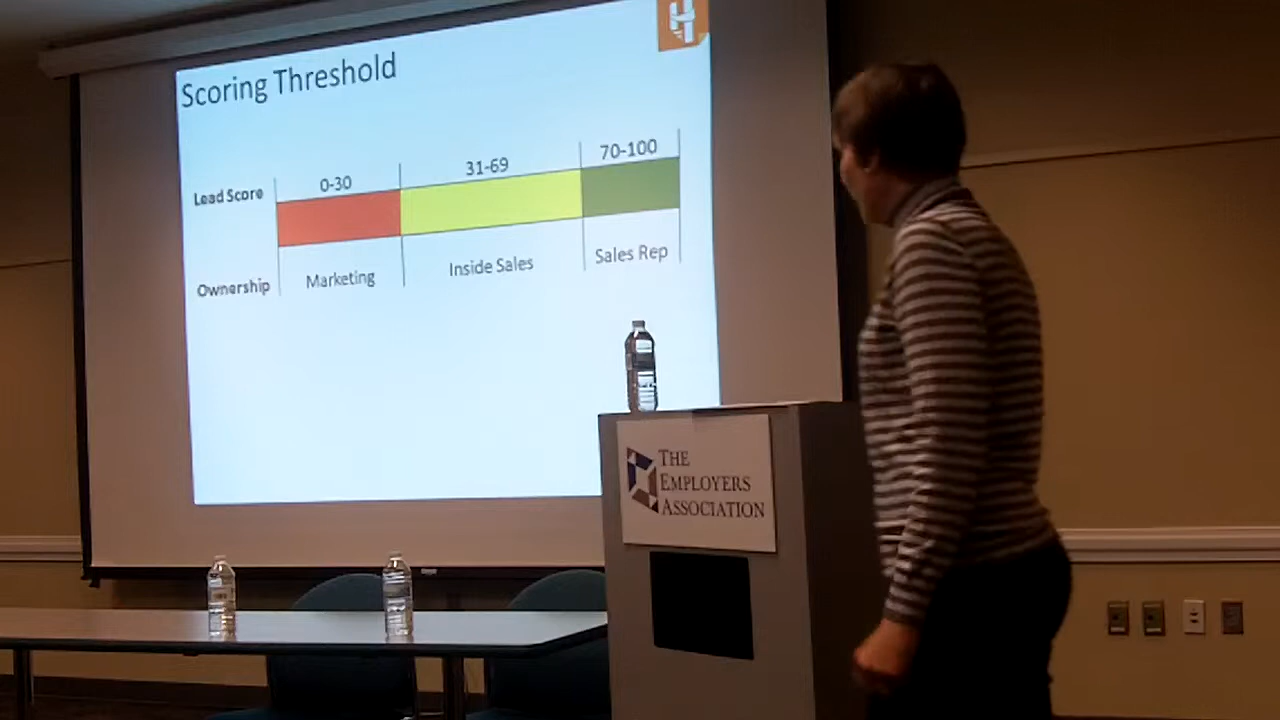 Scoring Threshold
Lead Score
0-30
31-69
70-100
Ownership
Marketing
Inside Sales
Sales Rep
THE
EMPLOYERS
ASSOCIATION